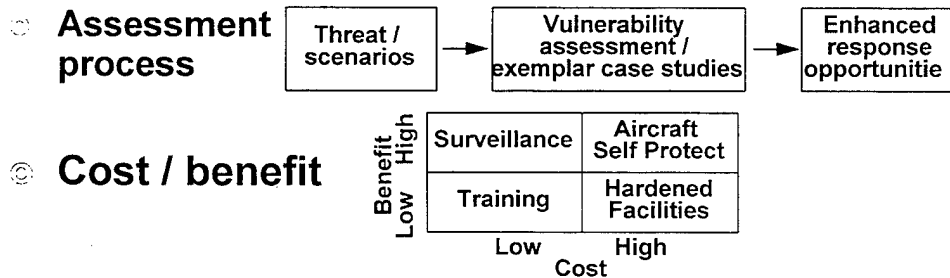 Assessment
process
Threat /
scenarios
Vulnerability
assessment /
exemplar case studies
Enhanced
response
opportunitie
Cost / benefit
Benefit
Low High
Surveillance
Aircraft
Self Protect
Training
Hardened
Facilities
Low High
Cost